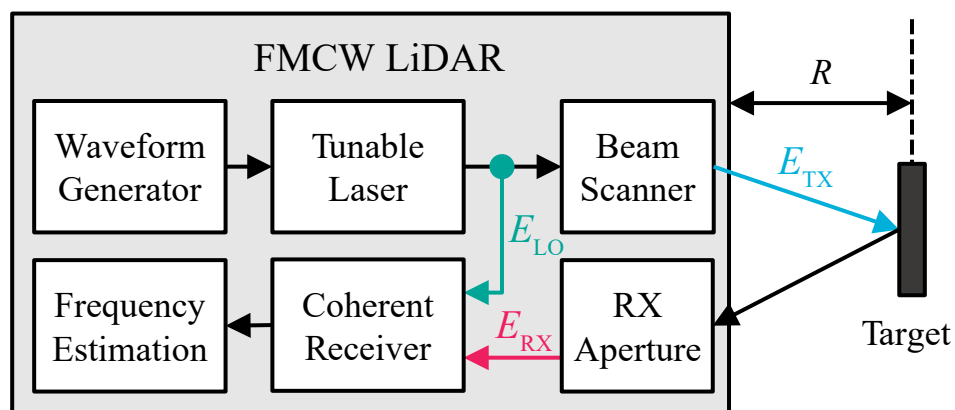 FMCW LiDAR
R
Waveform
Generator
Tunable
Laser
Beam
Scanner
E_TX
E_LO
Frequency
Estimation
Coherent
Receiver
E_RX
RX
Aperture
Target